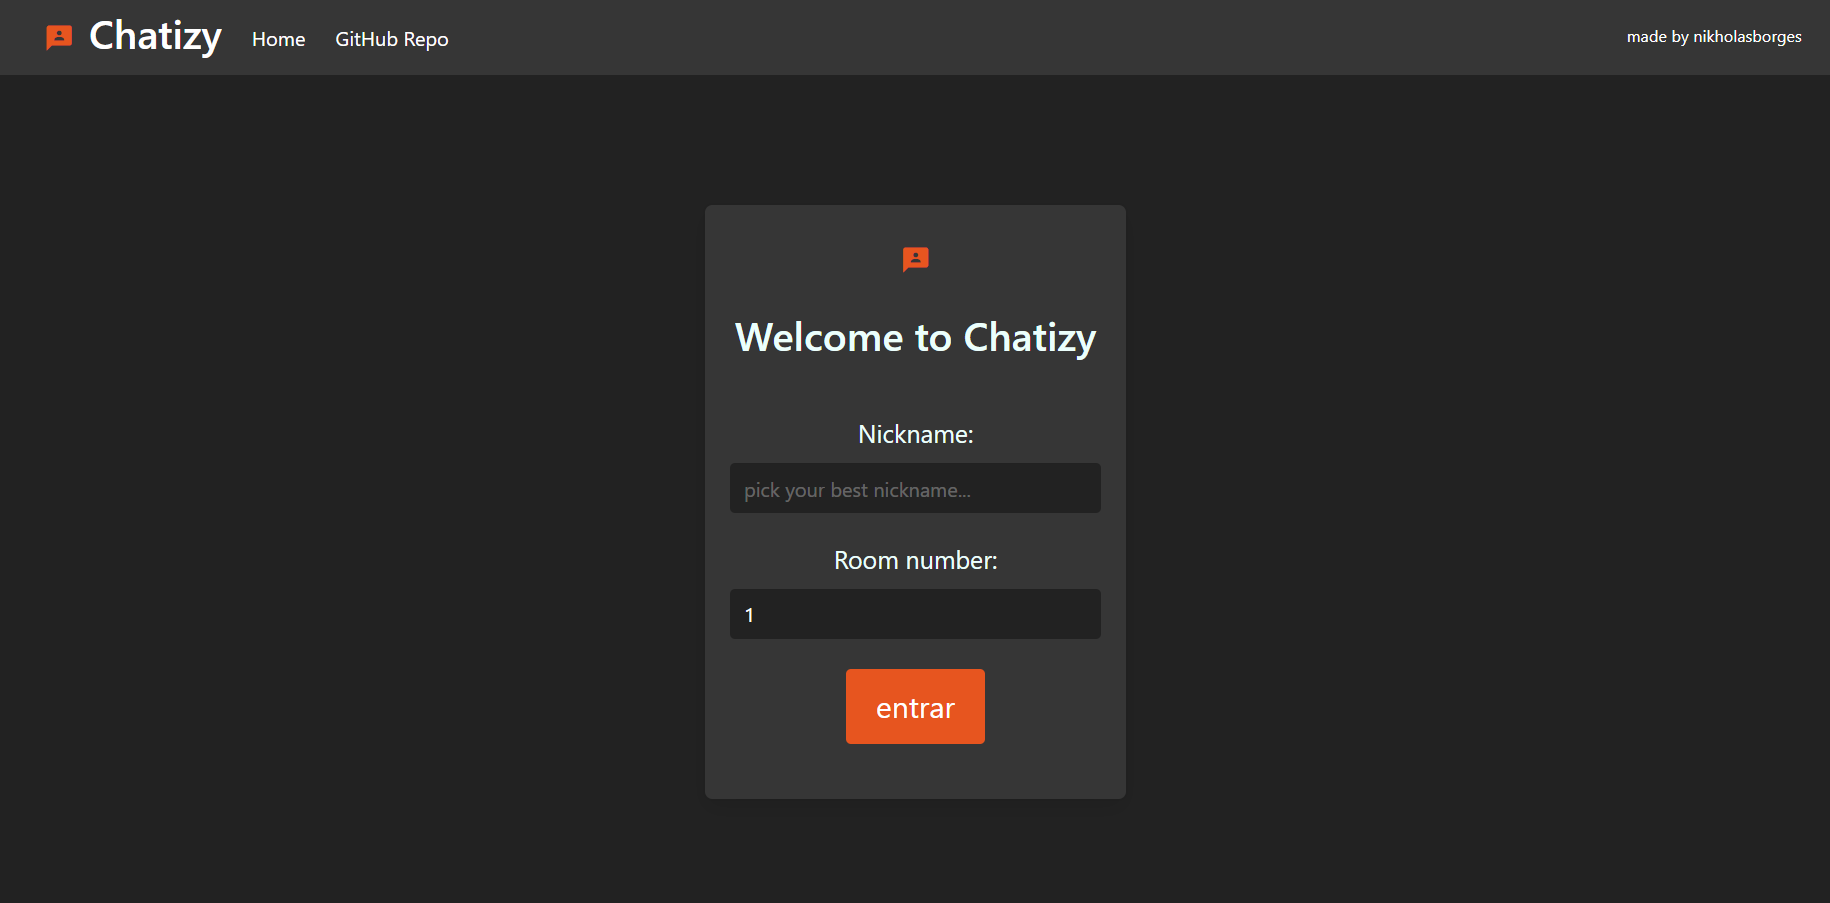 Chatizy Home GitHub Repo made by nikholasborges
Welcome to Chatizy
Nickname:
pick your best nickname...
Room number:
1
entrar